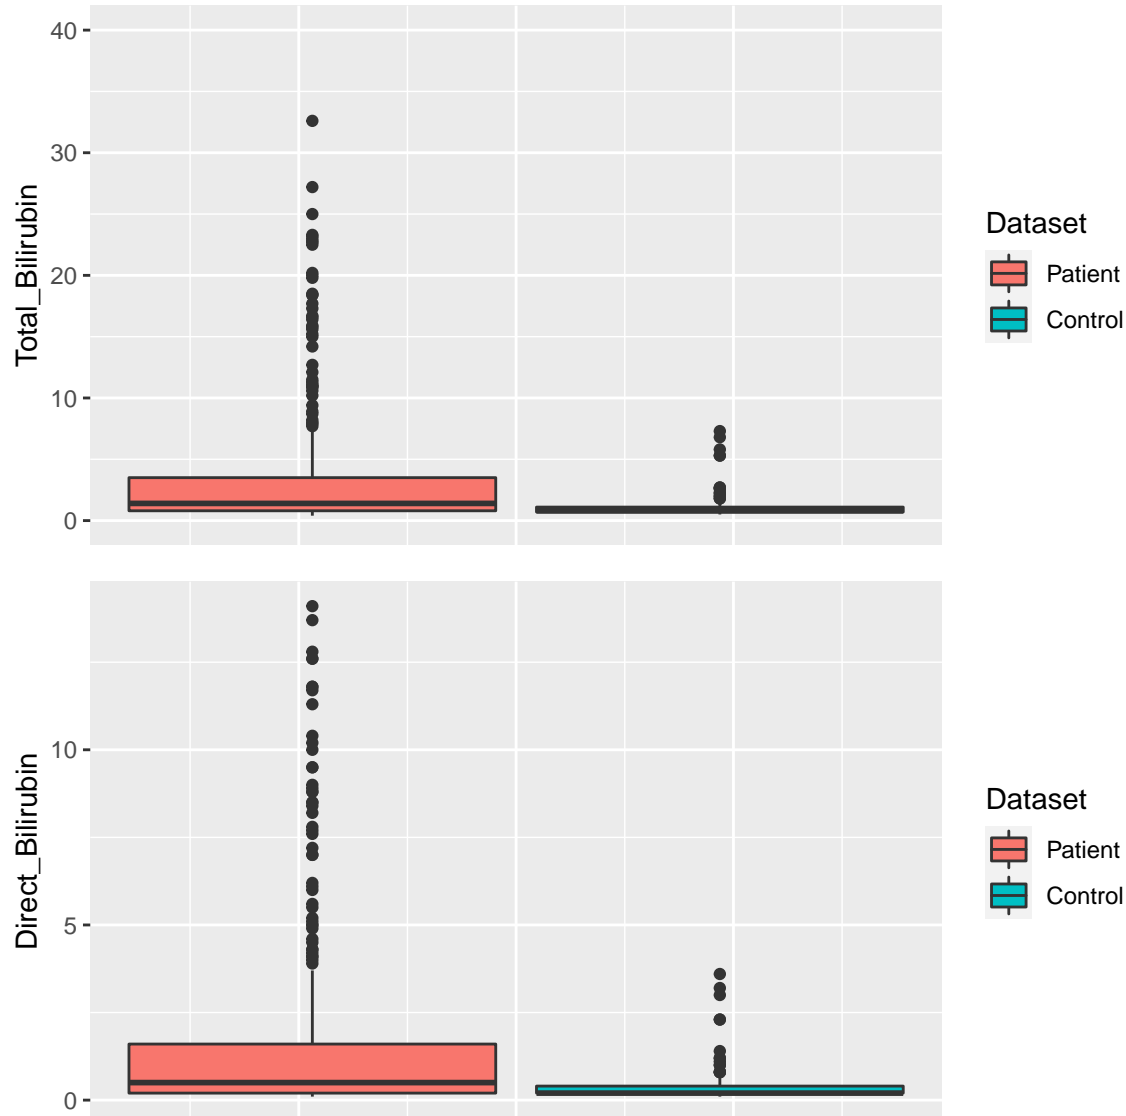 40
30
20
10
0
Total_Bilirubin
Dataset
Patient
Control
10
5
0
Direct_Bilirubin
Dataset
Patient
Control